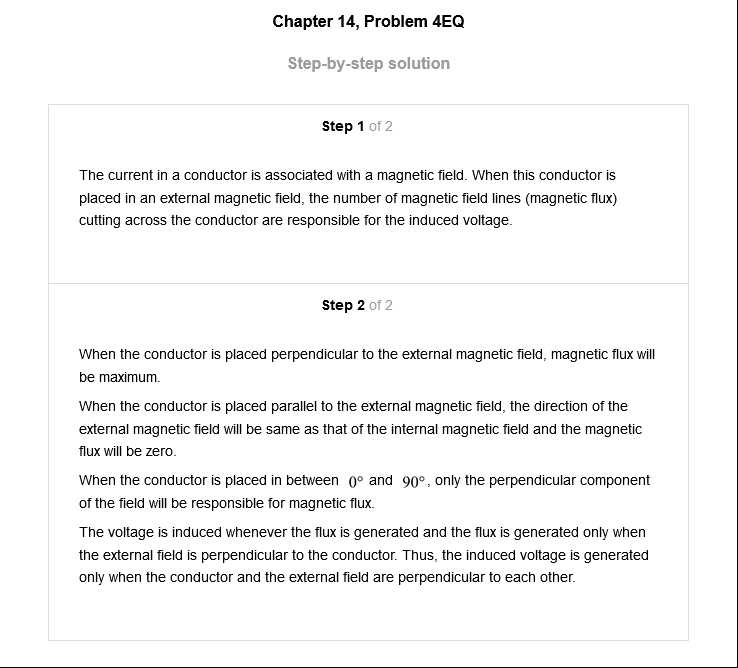 Chapter 14, Problem 4EQ
Step-by-step solution
Step 1 of 2
The current in a conductor is associated with a magnetic field. When this conductor is
placed in an external magnetic field, the number of magnetic field lines (magnetic flux)
cutting across the conductor are responsible for the induced voltage.
Step 2 of 2
When the conductor is placed perpendicular to the external magnetic field, magnetic flux will
be maximum.
When the conductor is placed parallel to the external magnetic field, the direction of the
external magnetic field will be same as that of the internal magnetic field and the magnetic
flux will be zero.
When the conductor is placed in between 0° and 90°, only the perpendicular component
of the field will be responsible for magnetic flux.
The voltage is induced whenever the flux is generated and the flux is generated only when
the external field is perpendicular to the conductor. Thus, the induced voltage is generated
only when the conductor and the external field are perpendicular to each other.